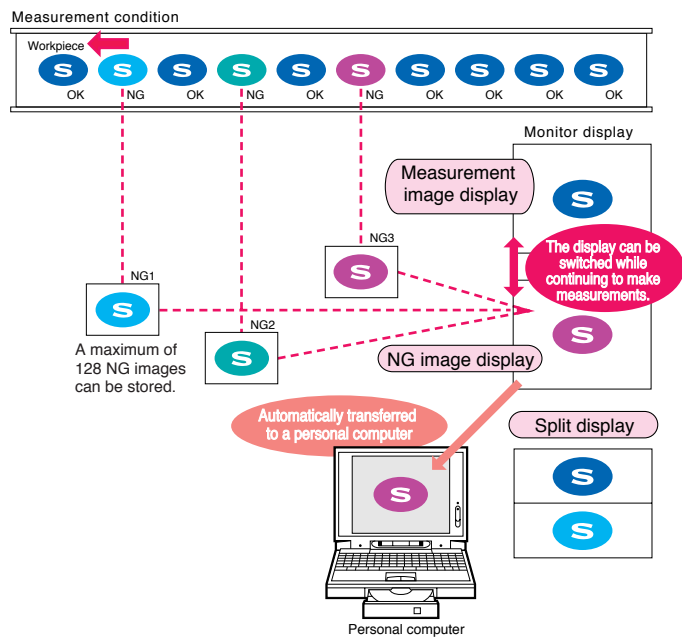 Measurement condition
Workpiece
S S S S S S S S S S
OK NG OK NG OK NG OK OK OK OK
Monitor display
Measurement
image display
S
NG3
S
The display can be
switched while
continuing to make
measurements.
NG1
S
NG2
S
S
A maximum of
128 NG images
can be stored.
NG image display
Automatically transferred
to a personal computer
Split display
S
S
S
Personal computer